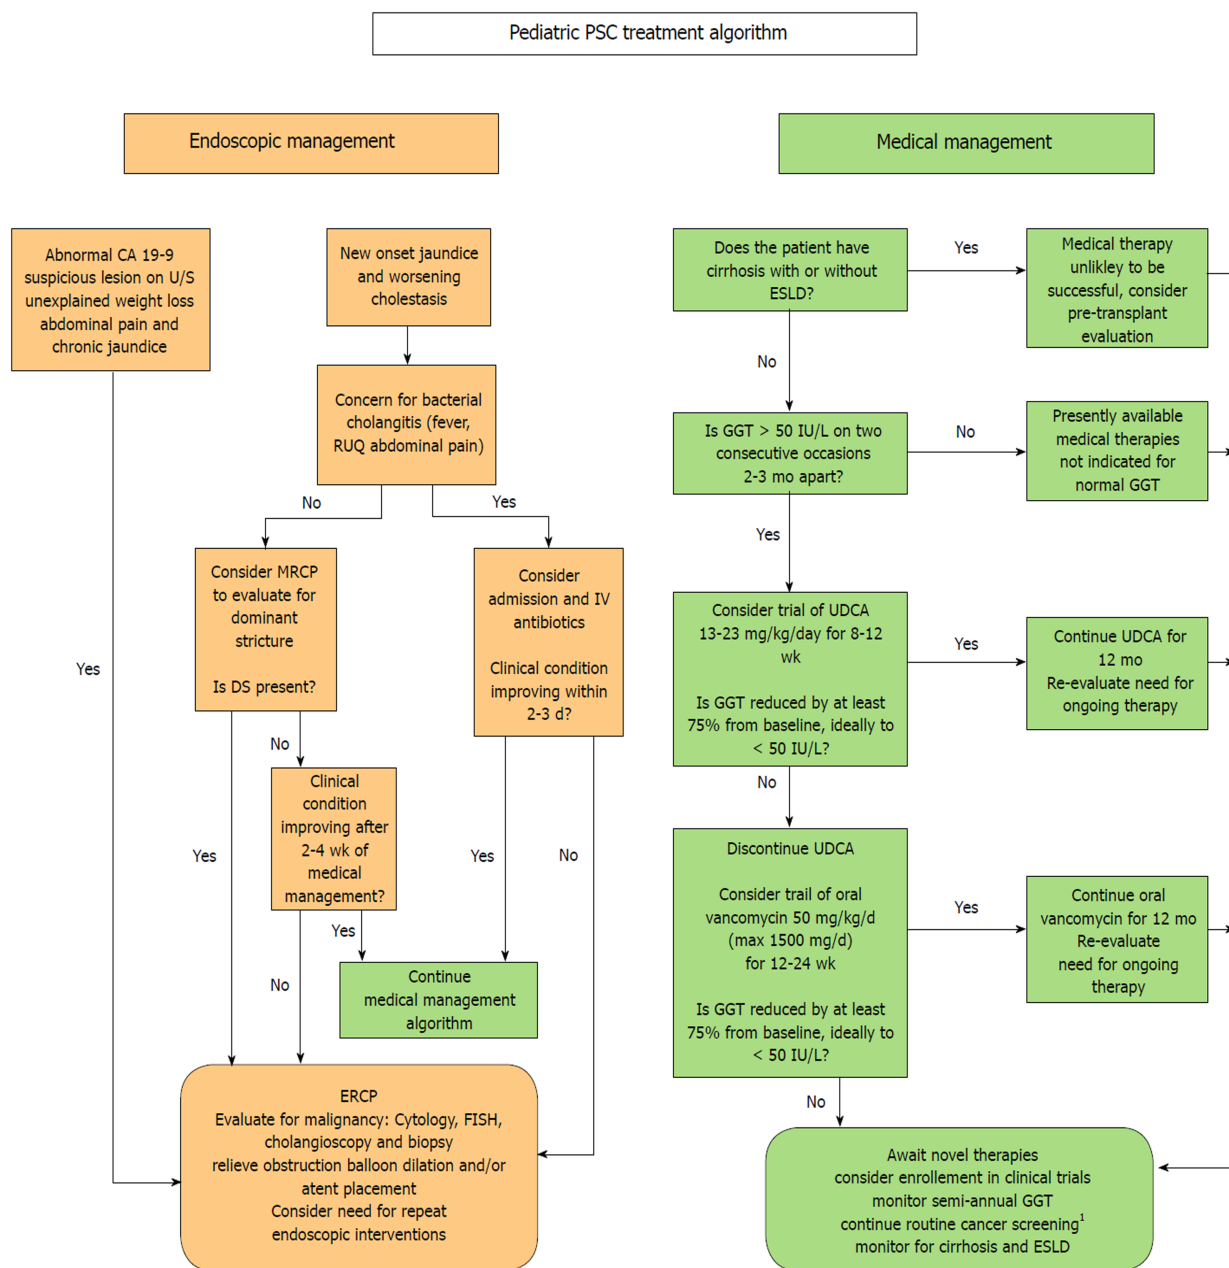 Pediatric PSC treatment algorithm
Endoscopic management
Abnormal CA 19-9
suspicious lesion on U/S
unexplained weight loss
abdominal pain and
chronic jaundice
New onset jaundice
and worsening
cholestasis
Concern for bacterial
cholangitis (fever,
RUQ abdominal pain)
No
Yes
Consider MRCP
to evaluate for
dominant
stricture
Is DS present?
Consider
admission and IV
antibiotics
Clinical condition
improving within
2-3 d?
Yes
No
Clinical
condition
improving after
2-4 wk of
medical
management?
Yes
Yes
No
Yes
No
Continue
medical management
algorithm
ERCP
Evaluate for malignancy: Cytology, FISH,
cholangioscopy and biopsy
relieve obstruction balloon dilation and/or
atent placement
Consider need for repeat
endoscopic interventions
Medical management
Does the patient have
cirrhosis with or without
ESLD?
Yes
Medical therapy
unlikley to be
successful, consider
pre-transplant
evaluation
No
Is GGT > 50 IU/L on two
consecutive occasions
2-3 mo apart?
No
Presently available
medical therapies
not indicated for
normal GGT
Yes
Consider trial of UDCA
13-23 mg/kg/day for 8-12
wk
Is GGT reduced by at least
75% from baseline, ideally to
< 50 IU/L?
Yes
Continue UDCA for
12 mo
Re-evaluate need for
ongoing therapy
No
Discontinue UDCA
Consider trail of oral
vancomycin 50 mg/kg/d
(max 1500 mg/d)
for 12-24 wk
Is GGT reduced by at least
75% from baseline, ideally to
< 50 IU/L?
Yes
Continue oral
vancomycin for 12 mo
Re-evaluate
need for ongoing
therapy
No
Await novel therapies
consider enrollement in clinical trials
monitor semi-annual GGT
continue routine cancer screening¹
monitor for cirrhosis and ESLD